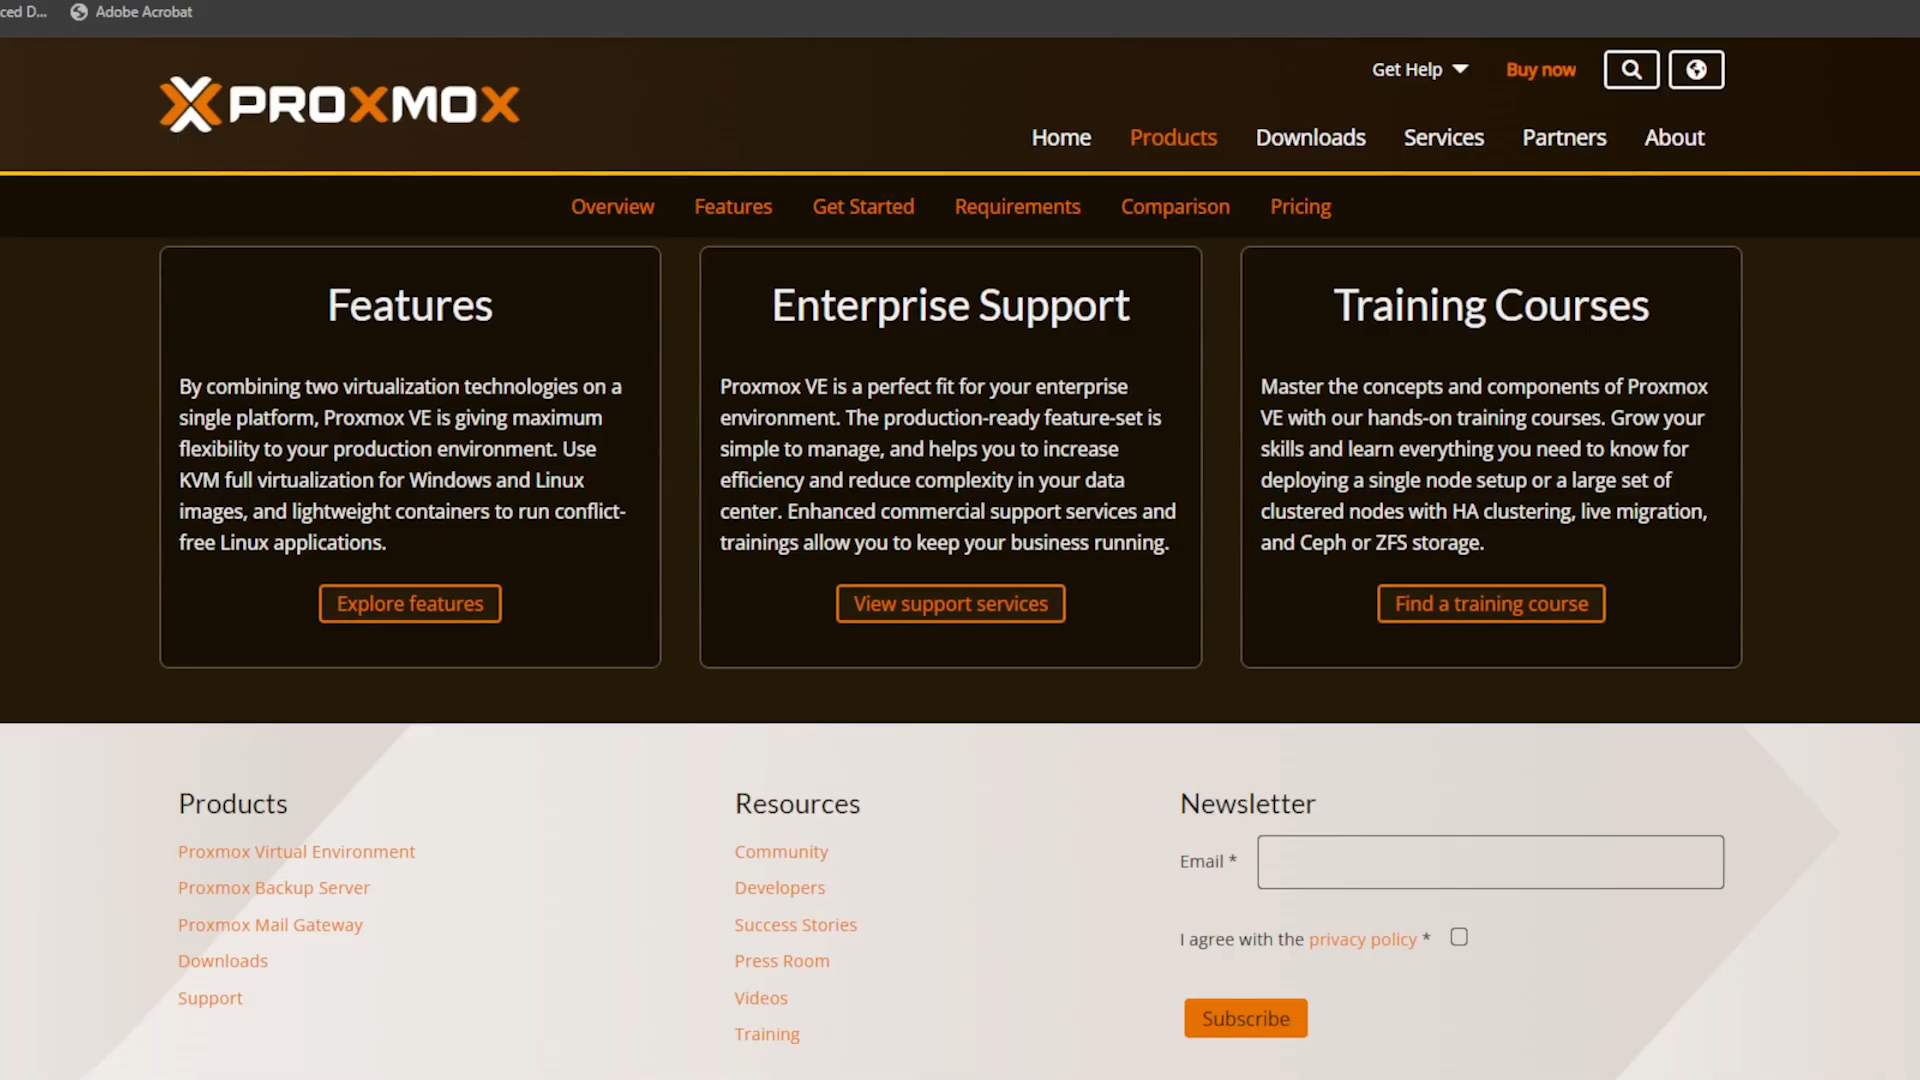 ced D... Adobe Acrobat
Get Help Buy now
PROXMOX
Home Products Downloads Services Partners About
Overview Features Get Started Requirements Comparison Pricing
Features
By combining two virtualization technologies on a
single platform, Proxmox VE is giving maximum
flexibility to your production environment. Use
KVM full virtualization for Windows and Linux
images, and lightweight containers to run conflict-
free Linux applications.
Explore features
Enterprise Support
Proxmox VE is a perfect fit for your enterprise
environment. The production-ready feature-set is
simple to manage, and helps you to increase
efficiency and reduce complexity in your data
center. Enhanced commercial support services and
trainings allow you to keep your business running.
View support services
Training Courses
Master the concepts and components of Proxmox
VE with our hands-on training courses. Grow your
skills and learn everything you need to know for
deploying a single node setup or a large set of
clustered nodes with HA clustering, live migration,
and Ceph or ZFS storage.
Find a training course
Products
Proxmox Virtual Environment
Proxmox Backup Server
Proxmox Mail Gateway
Downloads
Support
Resources
Community
Developers
Success Stories
Press Room
Videos
Training
Newsletter
Email *
I agree with the privacy policy *
Subscribe